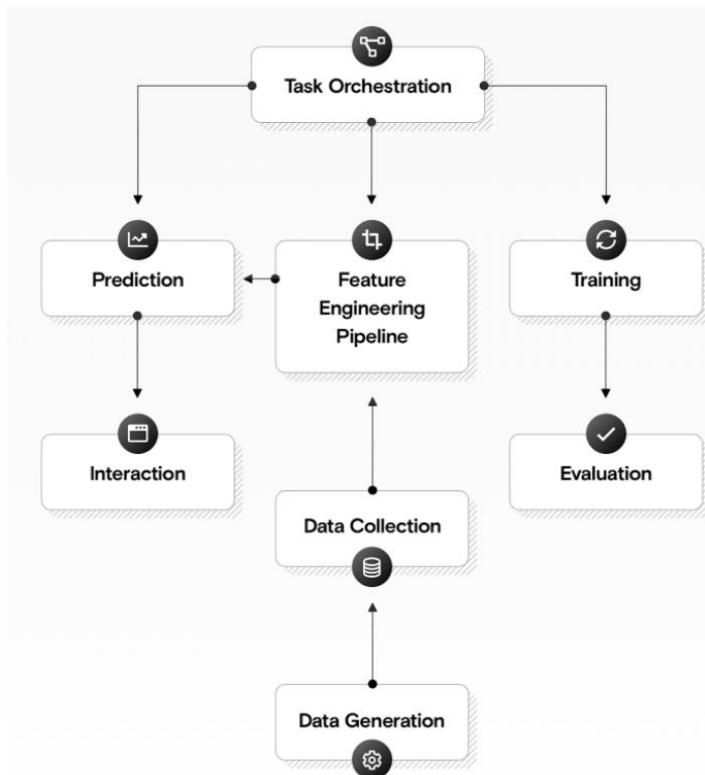 Task Orchestration
Prediction
Feature
Engineering
Pipeline
Training
Interaction
Evaluation
Data Collection
Data Generation